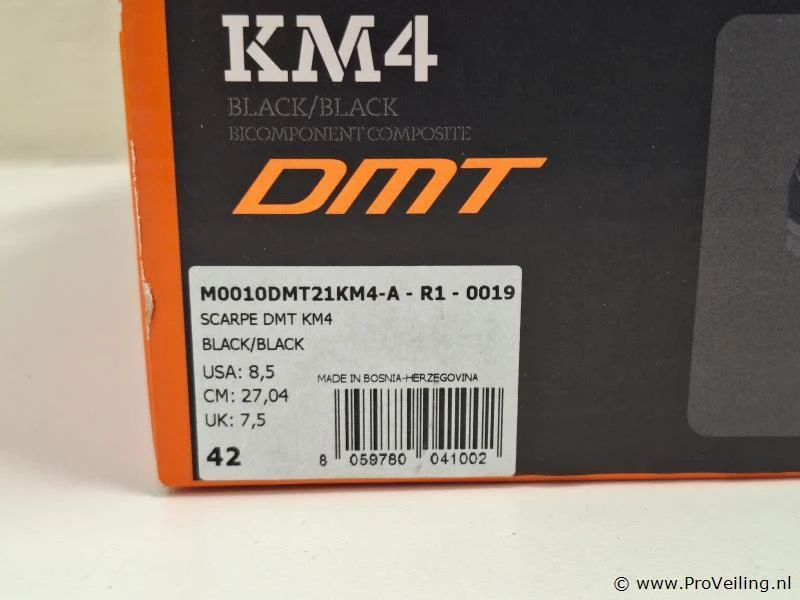 KM4
BLACK/BLACK
BICOMPONENT COMPOSITE
DMT
M0010DMT21KM4-A - R1 - 0019
SCARPE DMT KM4
BLACK/BLACK
USA: 8,5
MADE IN BOSNIA-HERZEGOVINA
CM: 27,04
UK: 7,5
42
8 059780 041002
© www.ProVeiling.nl